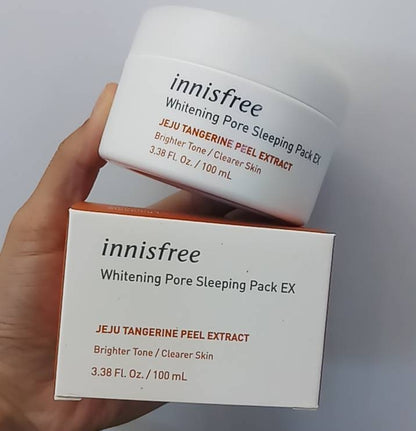 innisfree
Whitening Pore Sleeping Pack EX
JEJU TANGERINE PEEL EXTRACT
Brighter Tone / Clearer Skin
3.38 Fl. Oz. / 100 mL
innisfree
Whitening Pore Sleeping Pack EX
JEJU TANGERINE PEEL EXTRACT
Brighter Tone / Clearer Skin
3.38 Fl. Oz. / 100 mL